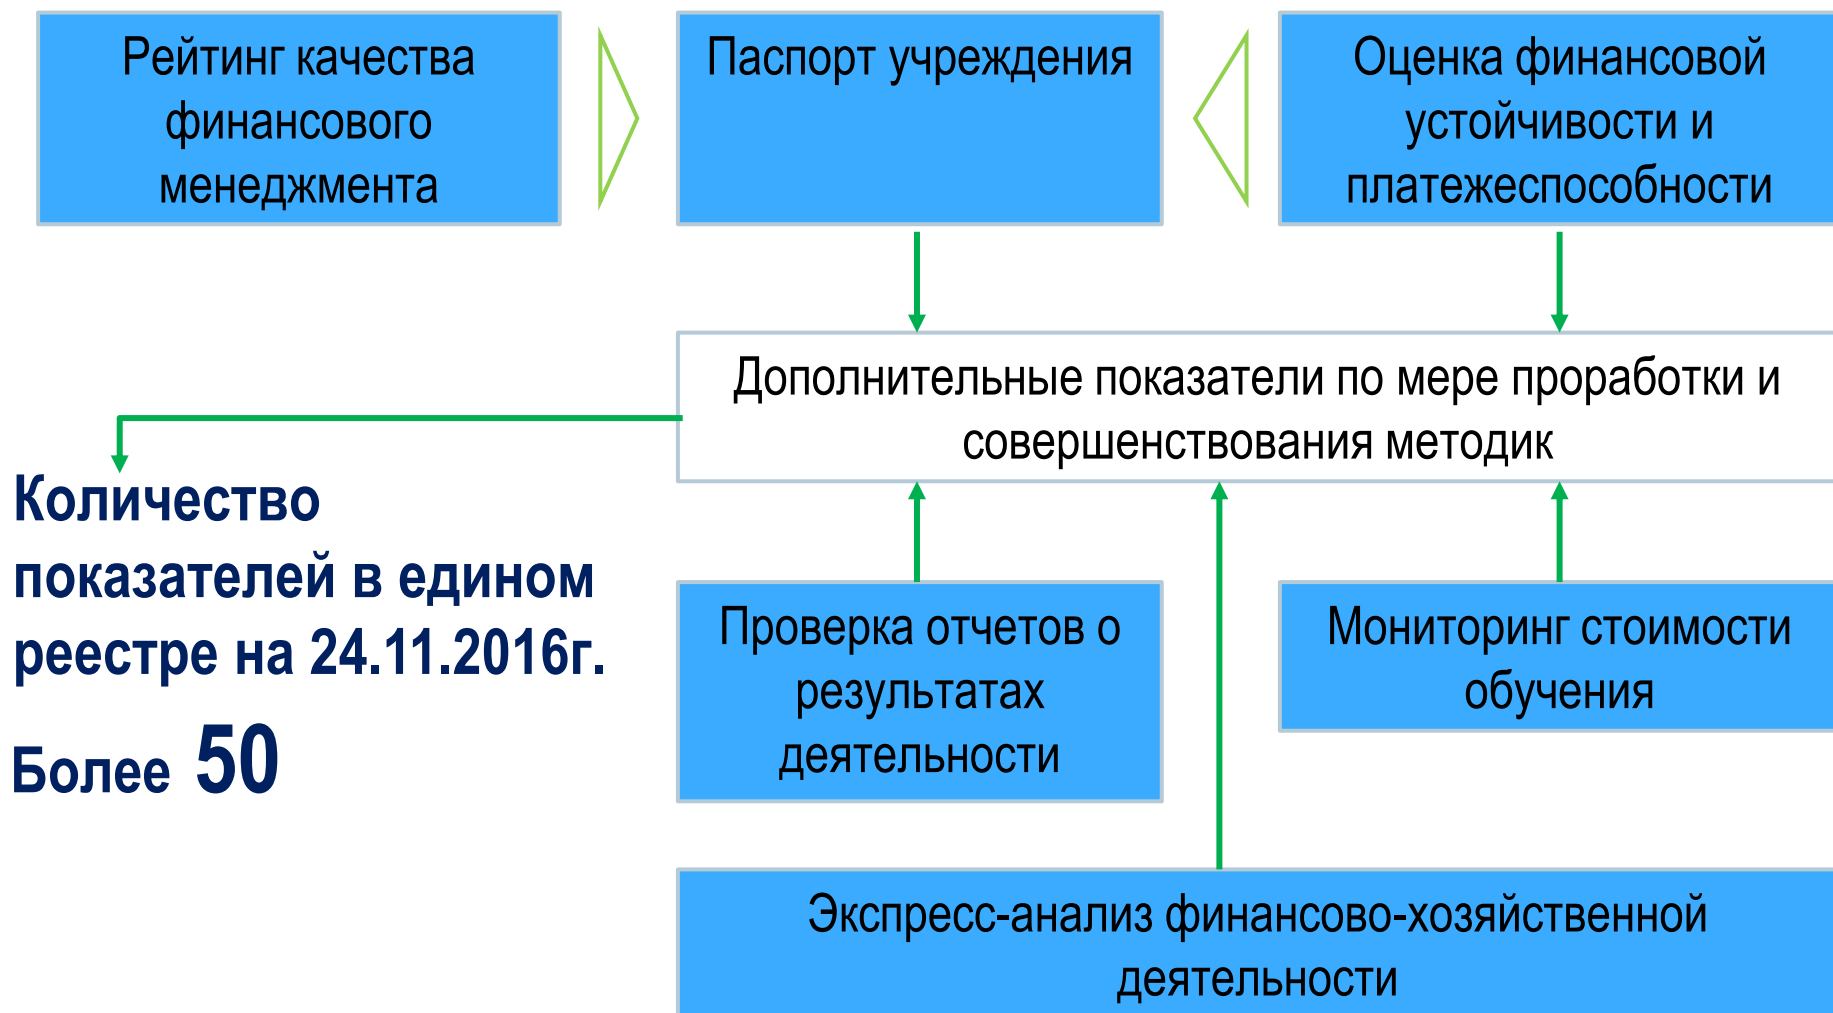 Рейтинг качества
финансового
менеджмента
Паспорт учреждения
Оценка финансовой
устойчивости и
платежеспособности
Дополнительные показатели по мере проработки и
совершенствования методик
Количество
показателей в едином
реестре на 24.11.2016г.
Более 50
Проверка отчетов о
результатах
деятельности
Мониторинг стоимости
обучения
Экспресс-анализ финансово-хозяйственной
деятельности